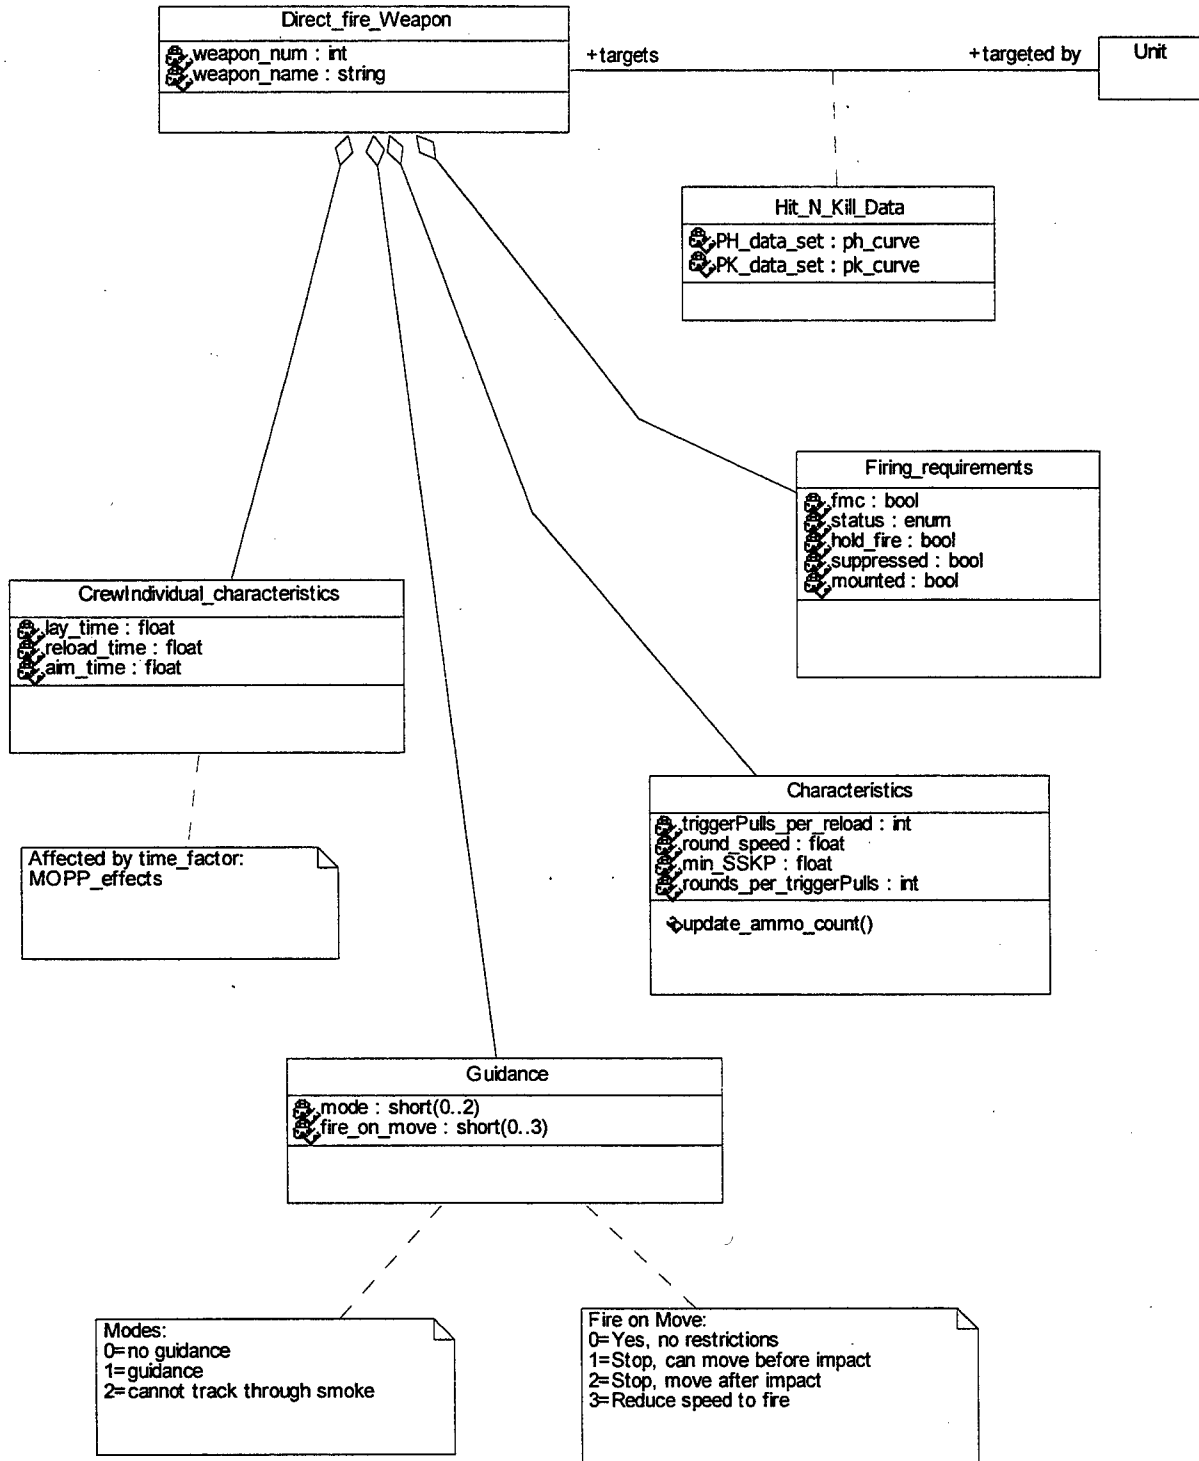 Direct_fire_Weapon
weapon_num : int
weapon_name : string
+targets
+targeted by
Unit
Hit_N_Kill_Data
PH_data_set : ph_curve
PK_data_set : pk_curve
Firing_requirements
fmc : bool
status : enum
hold_fire : bool
suppressed : bool
mounted : bool
CrewIndividual_characteristics
lay_time : float
reload_time : float
aim_time : float
Characteristics
triggerPulls_per_reload : int
round_speed : float
min_SSKP : float
rounds_per_triggerPulls : int
update_ammo_count()
Affected by time_factor:
MOPP_effects
Guidance
mode : short(0..2)
fire_on_move : short(0..3)
Modes:
0=no guidance
1=guidance
2=cannot track through smoke
Fire on Move:
0=Yes, no restrictions
1=Stop, can move before impact
2=Stop, move after impact
3=Reduce speed to fire